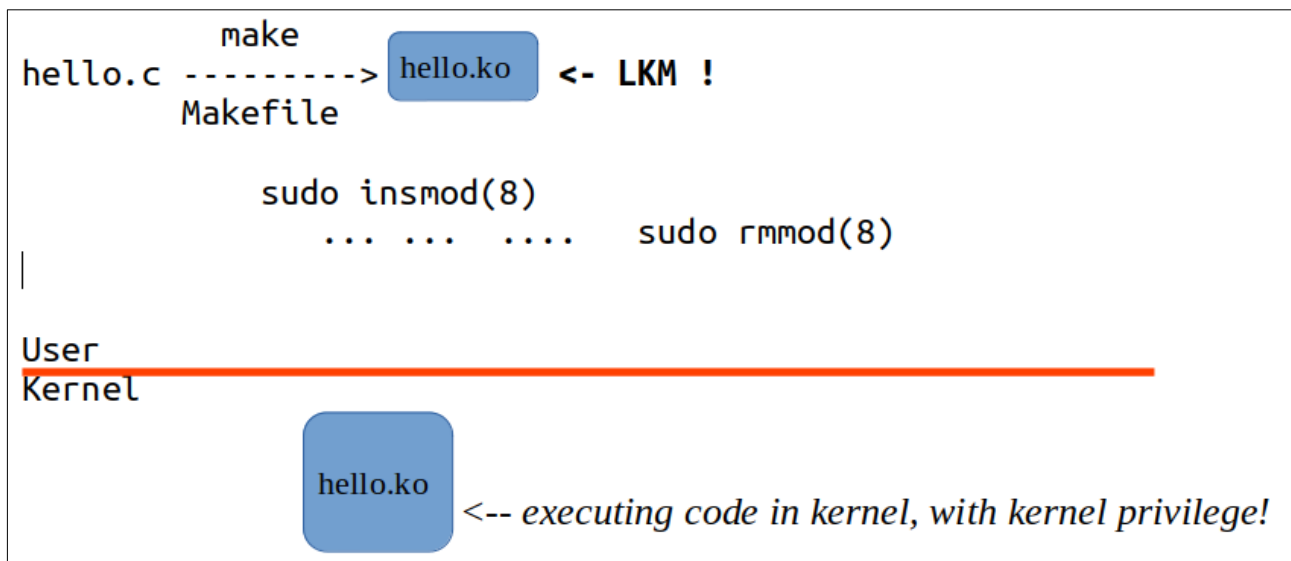 make
hello.c ---------> hello.ko <- LKM !
Makefile
sudo insmod(8)
... ... .... sudo rmmod(8)
User
Kernel
hello.ko
<-- executing code in kernel, with kernel privilege!